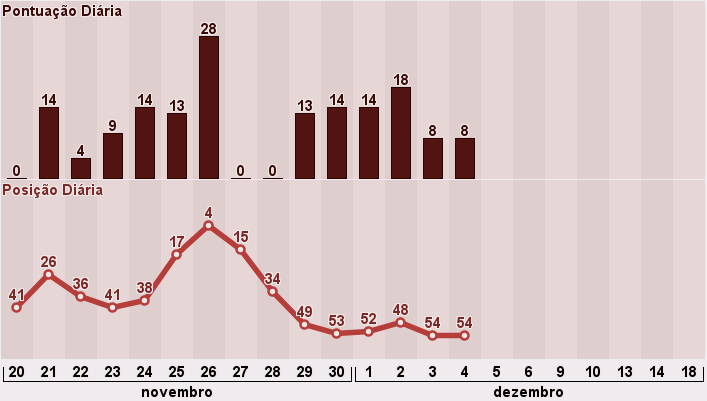 Pontuação Diária
0 14 4 9 14 13 28 0 0 13 14 14 18 8 8
Posição Diária
41 26 36 41 38 17 4 15 34 49 53 52 48 54 54
20 21 22 23 24 25 26 27 28 29 30 1 2 3 4 5 6 9 10 13 14 18
novembro dezembro